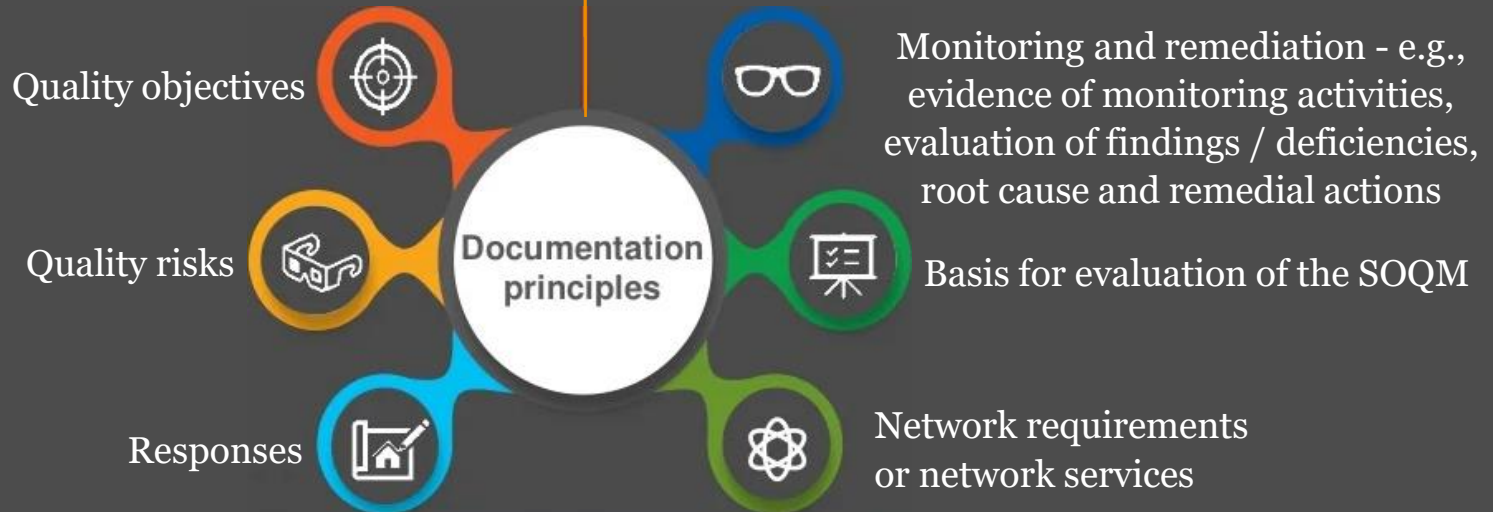 Quality objectives
Quality risks
Responses
Documentation
principles
Monitoring and remediation - e.g.,
evidence of monitoring activities,
evaluation of findings / deficiencies,
root cause and remedial actions
Basis for evaluation of the SOQM
Network requirements
or network services